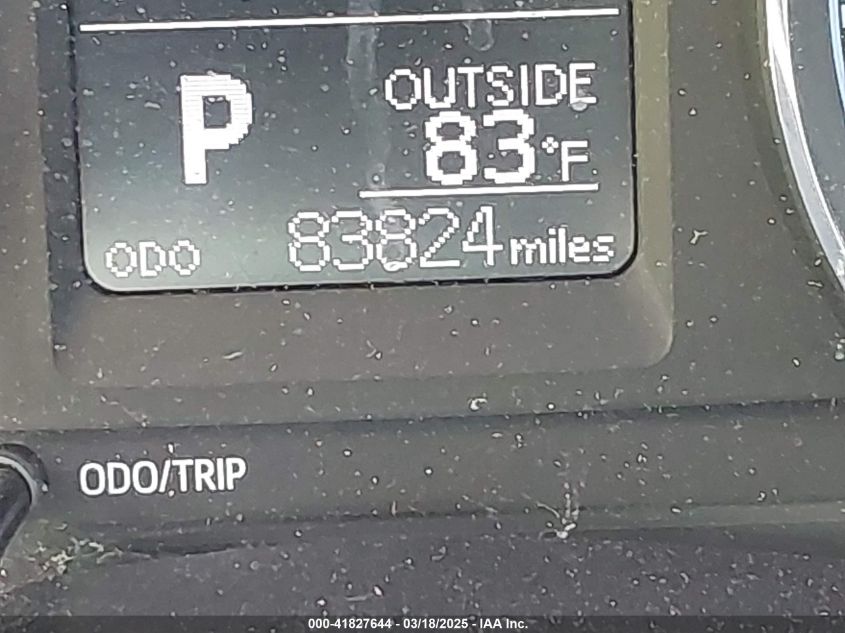 P
OUTSIDE
83°F
ODO 83824 miles
ODO/TRIP
000-41827644 - 03/18/2025 - IAA Inc.